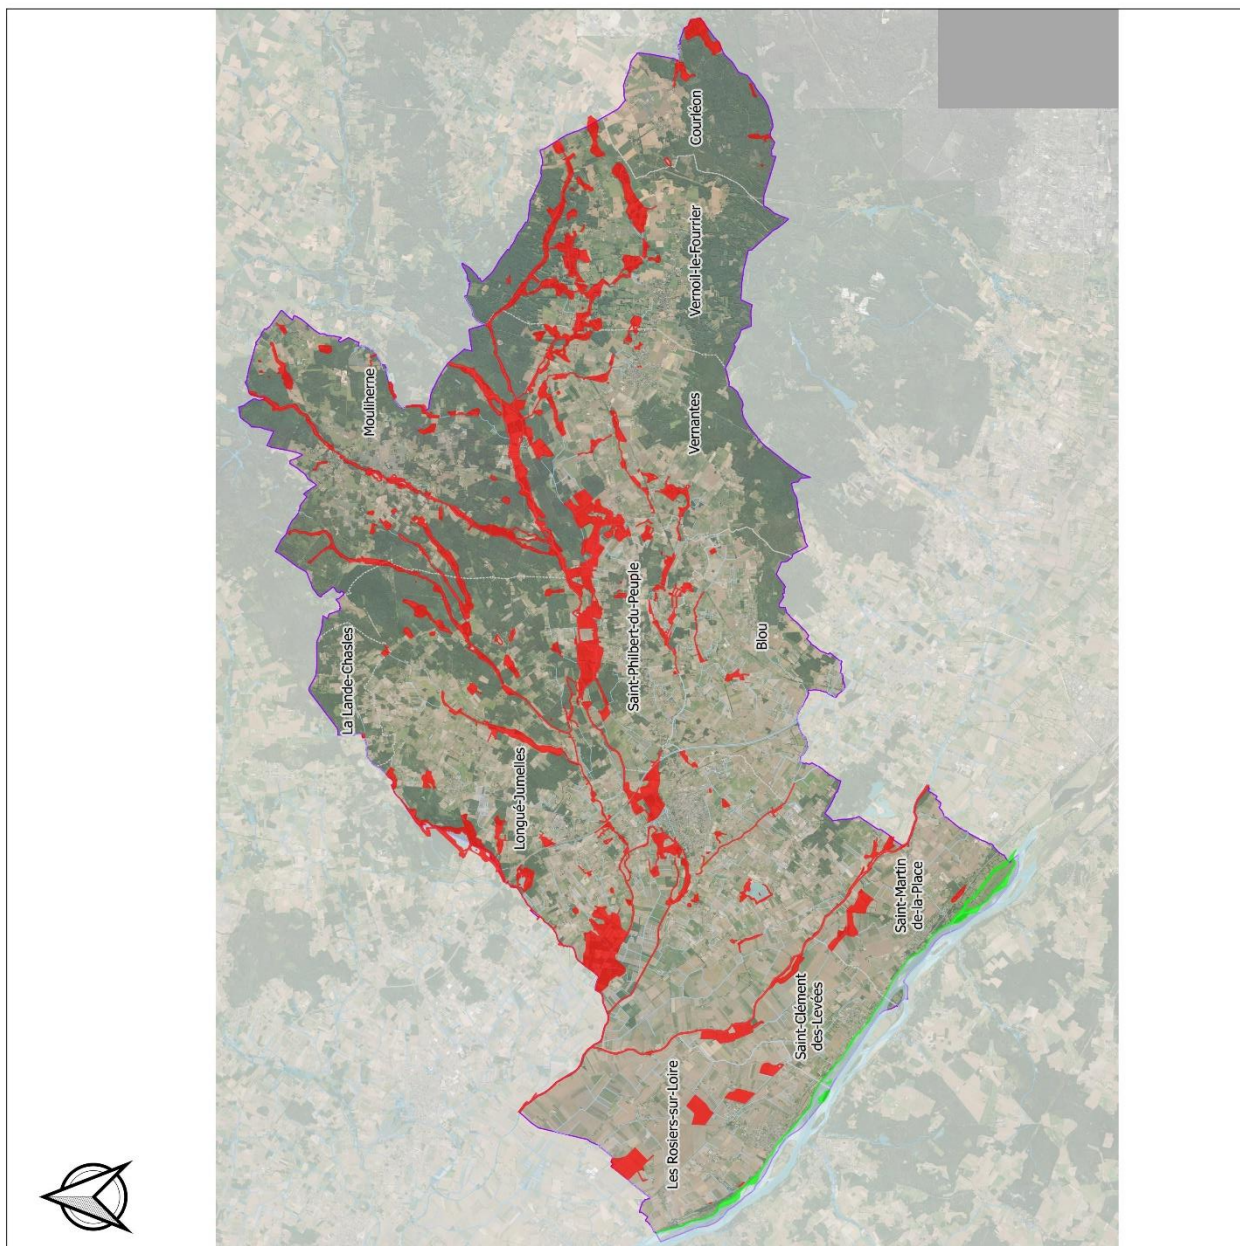 Courléon
Vernoil-le-Fourrier
Mouliherne
Vernantes
La Lande-Chasles
Saint-Philbert-du-Peuple
Blou
Longué-Jumelles
Saint-Martin
de-la-Place
Saint-Clément
des-Levées
Les Rosiers-sur-Loire